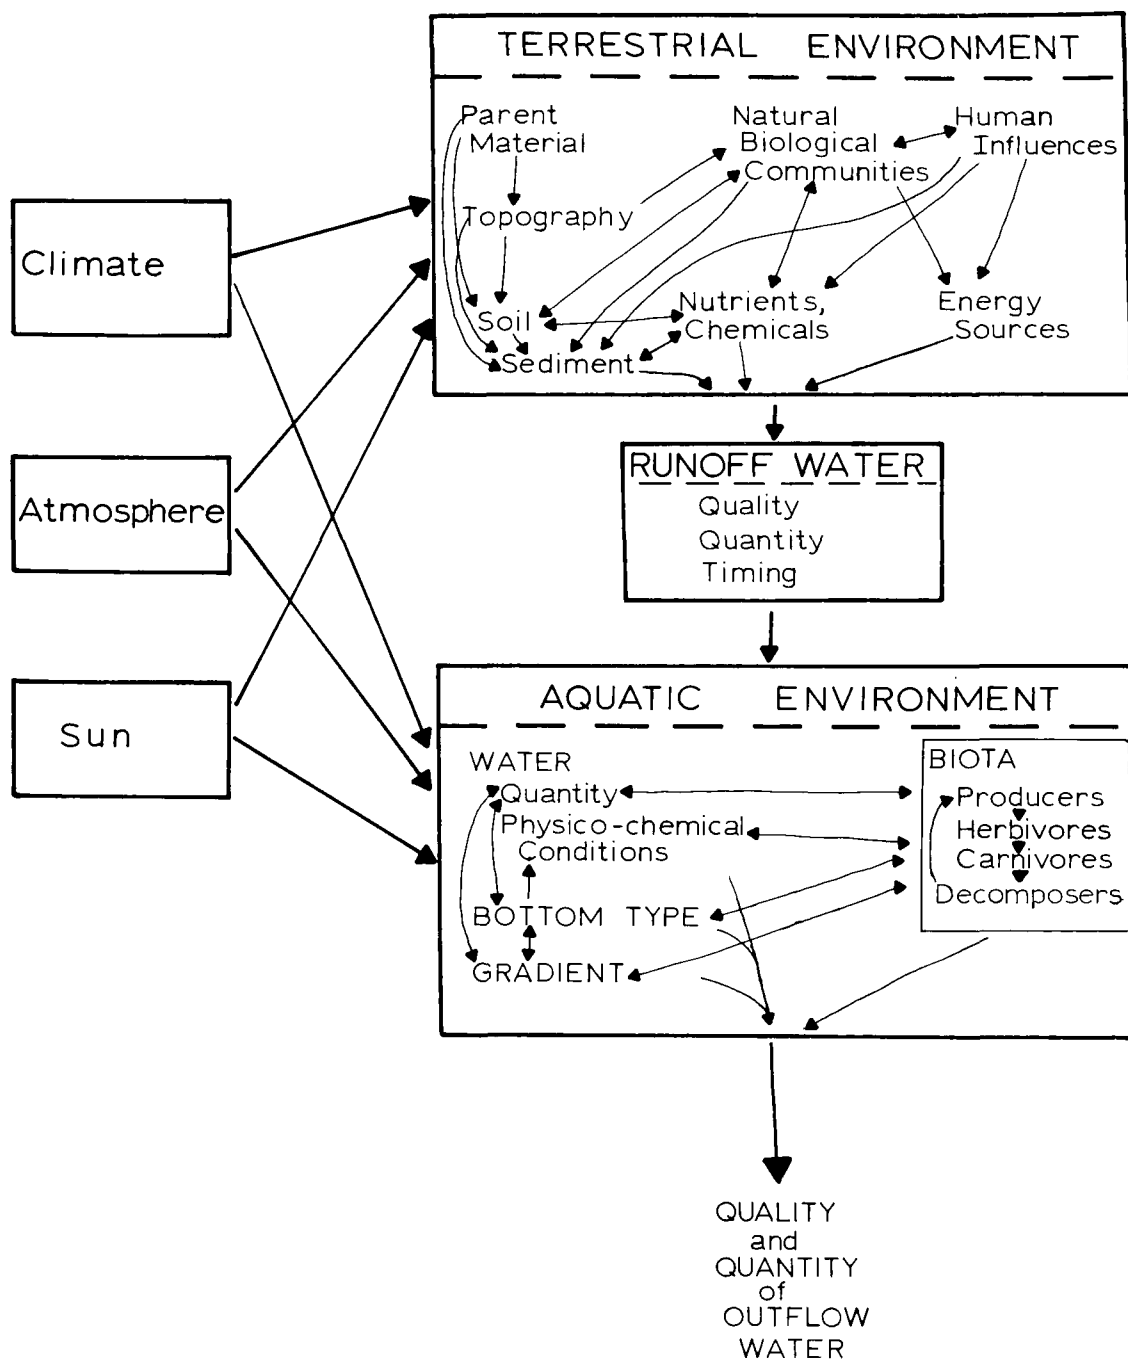 TERRESTRIAL ENVIRONMENT
Parent
Material
Natural
Biological
Communities
Human
Influences
Topography
Soil
Sediment
Nutrients,
Chemicals
Energy
Sources
Climate
Atmosphere
Sun
RUNOFF WATER
Quality
Quantity
Timing
AQUATIC ENVIRONMENT
WATER
Quantity
Physico-chemical
Conditions
BOTTOM TYPE
GRADIENT
BIOTA
Producers
Herbivores
Carnivores
Decomposers
QUALITY
and
QUANTITY
of
OUTFLOW
WATER